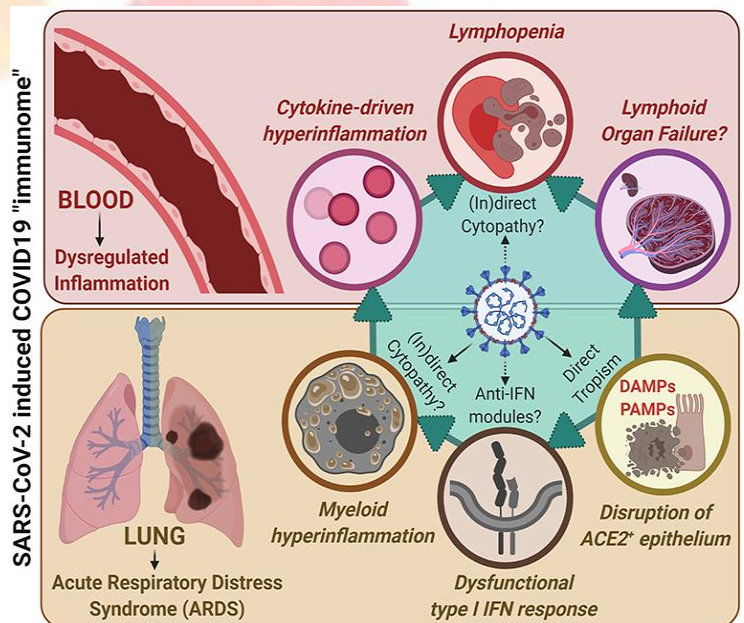 SARS-CoV-2 induced COVID19 "immunome"
Lymphopenia
Cytokine-driven
hyperinflammation
Lymphoid
Organ Failure?
BLOOD
Dysregulated
Inflammation
(In)direct
Cytopathy?
(In)direct
Cytopathy?
Anti-IFN
modules?
Direct
Tropism
DAMPs
PAMPs
LUNG
Acute Respiratory Distress
Syndrome (ARDS)
Myeloid
hyperinflammation
Dysfunctional
type I IFN response
Disruption of
ACE2⁺ epithelium